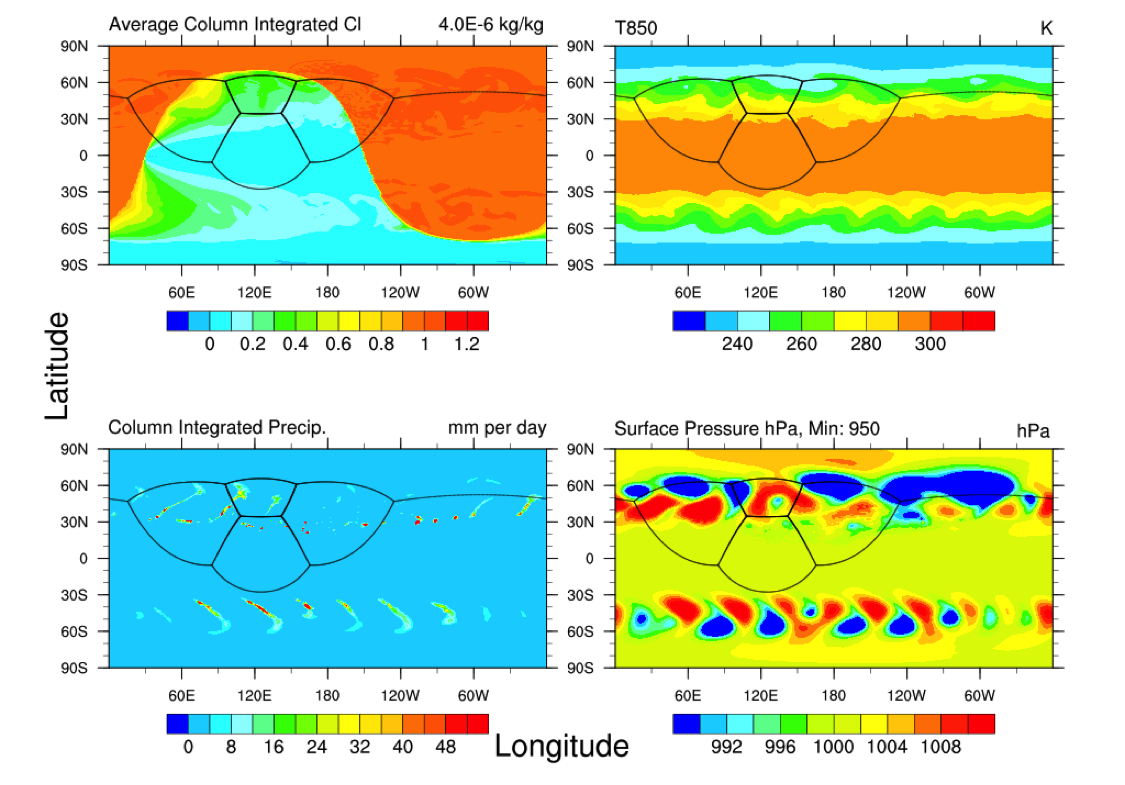 Average Column Integrated Cl 4.0E-6 kg/kg
T850 K
90N
60N
30N
0
30S
60S
90S
60E 120E 180 120W 60W
0 0.2 0.4 0.6 0.8 1 1.2
90N
60N
30N
0
30S
60S
90S
60E 120E 180 120W 60W
240 260 280 300
Latitude
Column Integrated Precip. mm per day
Surface Pressure hPa, Min: 950 hPa
90N
60N
30N
0
30S
60S
90S
60E 120E 180 120W 60W
0 8 16 24 32 40 48
90N
60N
30N
0
30S
60S
90S
60E 120E 180 120W 60W
992 996 1000 1004 1008
Longitude